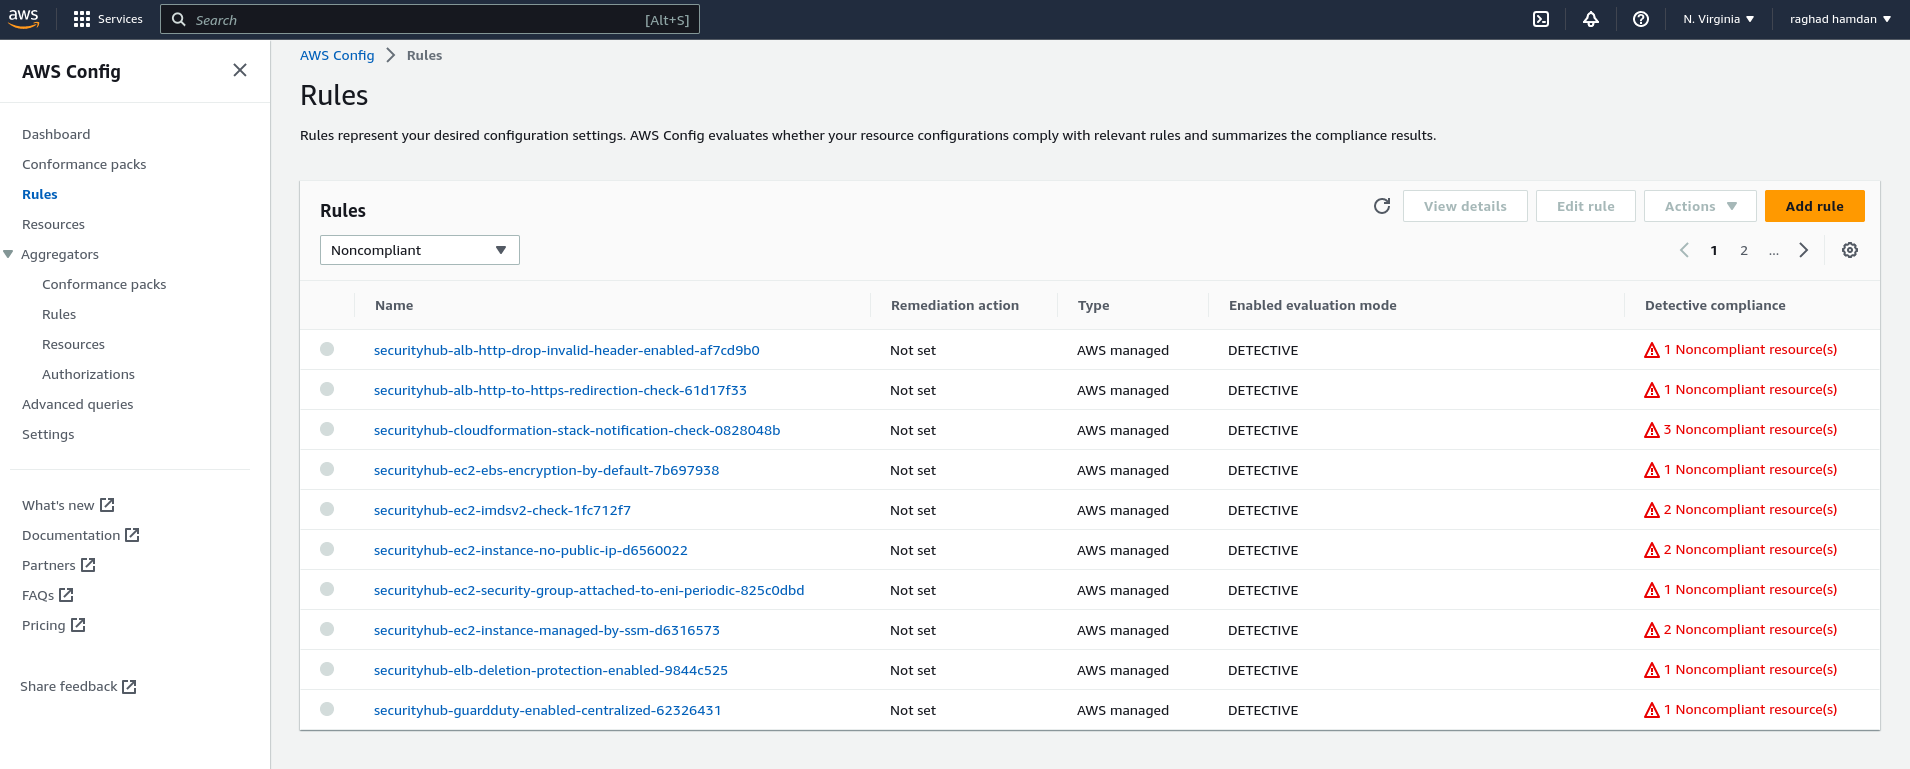 aws Services Search [Alt+S] N. Virginia raghad hamdan
AWS Config
Dashboard
Conformance packs
Rules
Resources
Aggregators
Conformance packs
Rules
Resources
Authorizations
Advanced queries
Settings
What's new
Documentation
Partners
FAQs
Pricing
Share feedback
AWS Config Rules
Rules
Rules represent your desired configuration settings. AWS Config evaluates whether your resource configurations comply with relevant rules and summarizes the compliance results.
Rules View details Edit rule Actions Add rule
Noncompliant 1 2 ...
Name Remediation action Type Enabled evaluation mode Detective compliance
securityhub-alb-http-drop-invalid-header-enabled-af7cd9b0 Not set AWS managed DETECTIVE 1 Noncompliant resource(s)
securityhub-alb-http-to-https-redirection-check-61d17f33 Not set AWS managed DETECTIVE 1 Noncompliant resource(s)
securityhub-cloudformation-stack-notification-check-0828048b Not set AWS managed DETECTIVE 3 Noncompliant resource(s)
securityhub-ec2-ebs-encryption-by-default-7b697938 Not set AWS managed DETECTIVE 1 Noncompliant resource(s)
securityhub-ec2-imdsv2-check-1fc712f7 Not set AWS managed DETECTIVE 2 Noncompliant resource(s)
securityhub-ec2-instance-no-public-ip-d6560022 Not set AWS managed DETECTIVE 2 Noncompliant resource(s)
securityhub-ec2-security-group-attached-to-eni-periodic-825c0dbd Not set AWS managed DETECTIVE 1 Noncompliant resource(s)
securityhub-ec2-instance-managed-by-ssm-d6316573 Not set AWS managed DETECTIVE 2 Noncompliant resource(s)
securityhub-elb-deletion-protection-enabled-9844c525 Not set AWS managed DETECTIVE 1 Noncompliant resource(s)
securityhub-guardduty-enabled-centralized-62326431 Not set AWS managed DETECTIVE 1 Noncompliant resource(s)